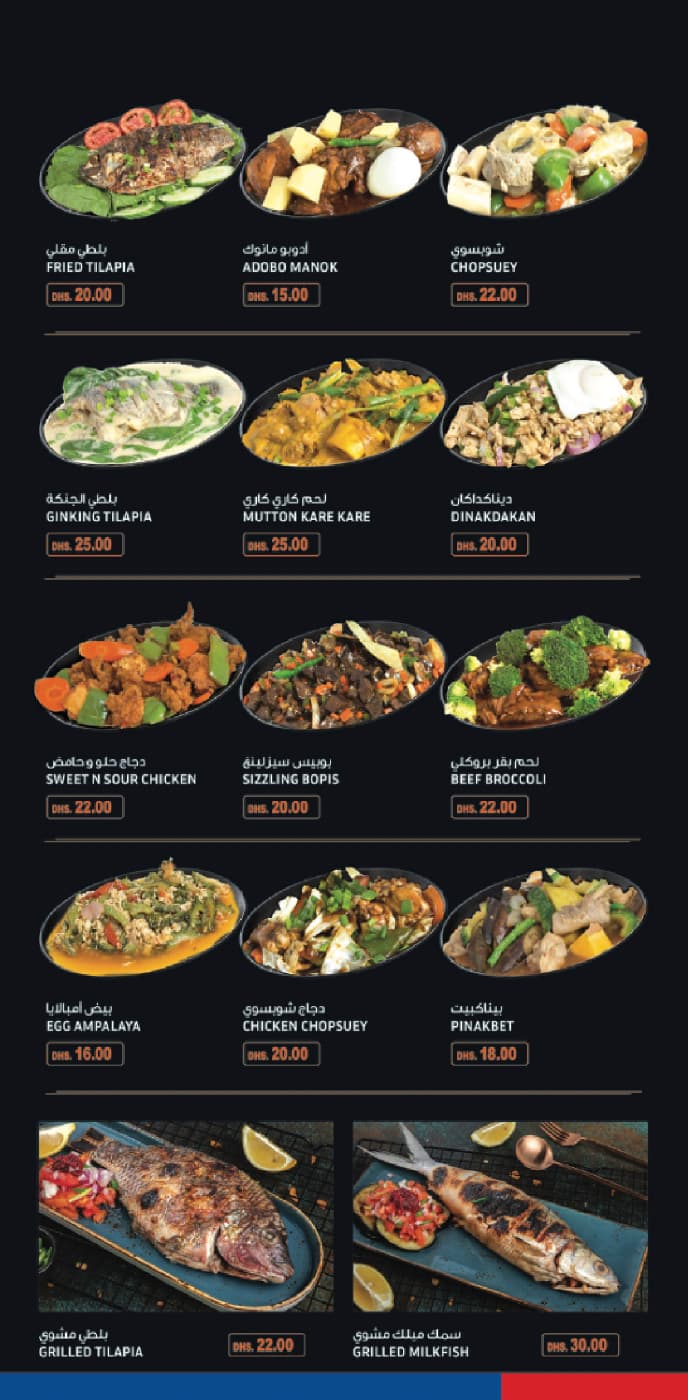 بلطي مقلي
FRIED TILAPIA
DHS. 20.00
أدوبو مانوك
ADOBO MANOK
DHS. 15.00
شوبسوي
CHOPSUEY
DHS. 22.00
بلطي الجنكة
GINKING TILAPIA
DHS. 25.00
لحم كاري كاري
MUTTON KARE KARE
DHS. 25.00
ديناكداكان
DINAKDAKAN
DHS. 20.00
دجاج حلو و حامض
SWEET N SOUR CHICKEN
DHS. 22.00
بوبيس سيزلينغ
SIZZLING BOPIS
DHS. 20.00
لحم بقر بروكلي
BEEF BROCCOLI
DHS. 22.00
بيض أمبالايا
EGG AMPALAYA
DHS. 16.00
دجاج شوبسوي
CHICKEN CHOPSUEY
DHS. 20.00
بيناكبيت
PINAKBET
DHS. 18.00
بلطي مشوي
GRILLED TILAPIA
DHS. 22.00
سمك ميلك مشوي
GRILLED MILKFISH
DHS. 30.00